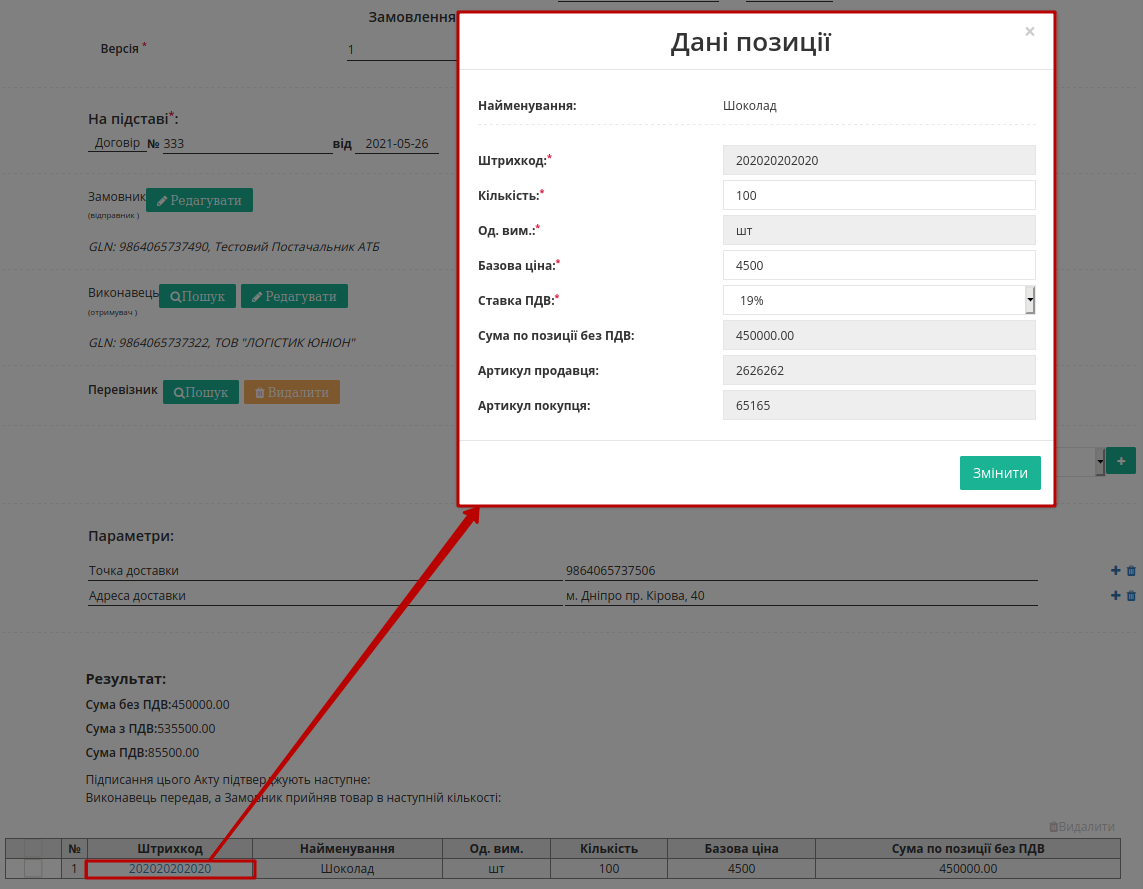 Замовлення
Версія * 1
На підставі*:
Договір № 333 від 2021-05-26
Замовник Редагувати
(відправник )
GLN: 9864065737490, Тестовий Постачальник АТБ
Виконавець Пошук Редагувати
(отримувач )
GLN: 9864065737322, ТОВ "ЛОГІСТИК ЮНІОН"
Перевізник Пошук Видалити
Дані позиції ×
Найменування: Шоколад
Штрихкод:* 202020202020
Кількість:* 100
Од. вим.:* шт
Базова ціна:* 4500
Ставка ПДВ:* 19%
Сума по позиції без ПДВ: 450000.00
Артикул продавця: 2626262
Артикул покупця: 65165
Змінити
+
Параметри:
Точка доставки 9864065737506
Адреса доставки м. Дніпро пр. Кірова, 40
Результат:
Сума без ПДВ:450000.00
Сума з ПДВ:535500.00
Сума ПДВ:85500.00
Підписання цього Акту підтверджують наступне:
Виконавець передав, а Замовник прийняв товар в наступній кількості:
Видалити
№ Штрихкод Найменування Од. вим. Кількість Базова ціна Сума по позиції без ПДВ
1 202020202020 Шоколад шт 100 4500 450000.00